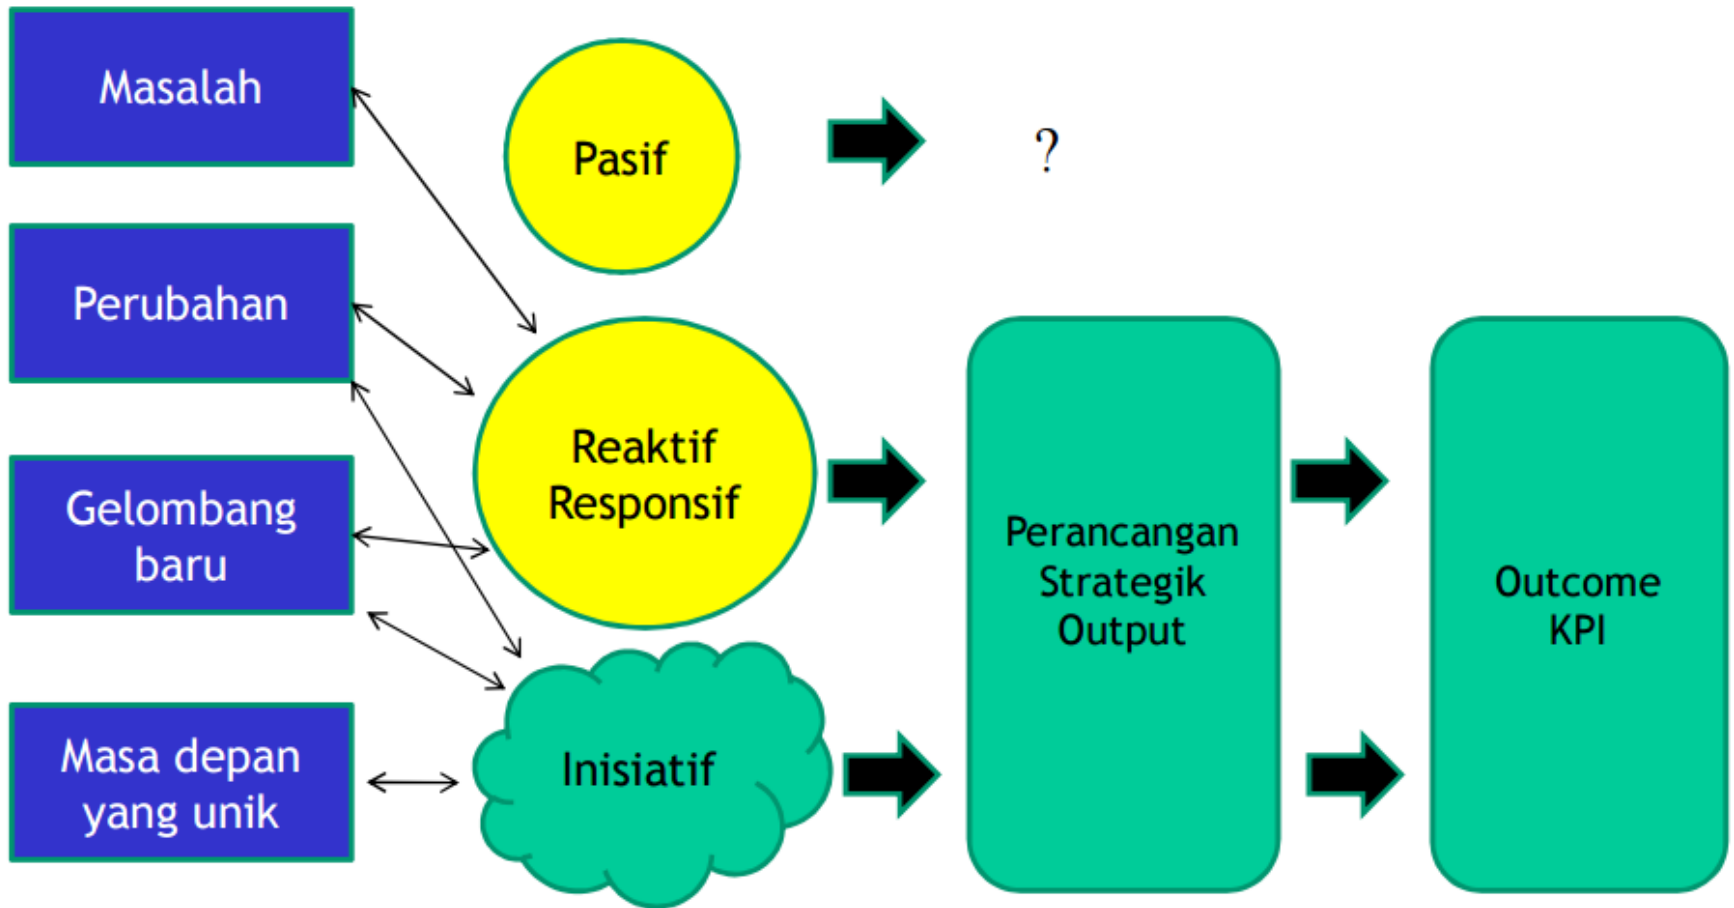 Masalah
Pasif
?
Perubahan
Reaktif
Responsif
Gelombang
baru
Perancangan
Strategik
Output
Outcome
KPI
Masa depan
yang unik
Inisiatif